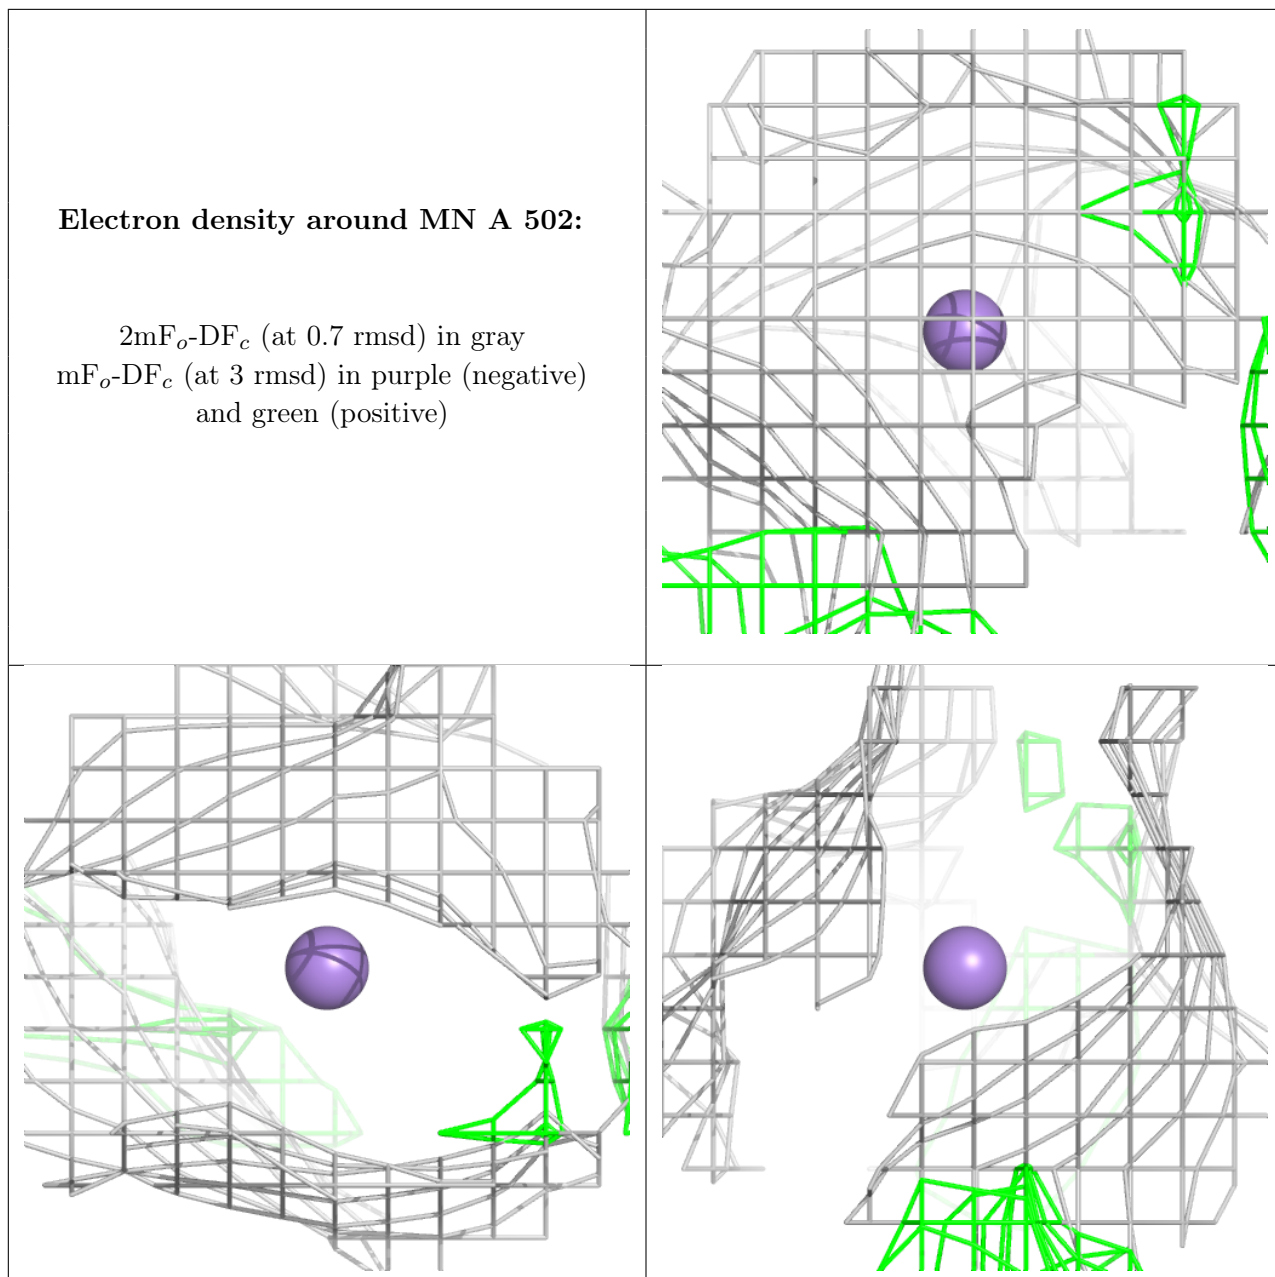 Electron density around MN A 502:
2mFo-DFc (at 0.7 rmsd) in gray
mFo-DFc (at 3 rmsd) in purple (negative)
and green (positive)